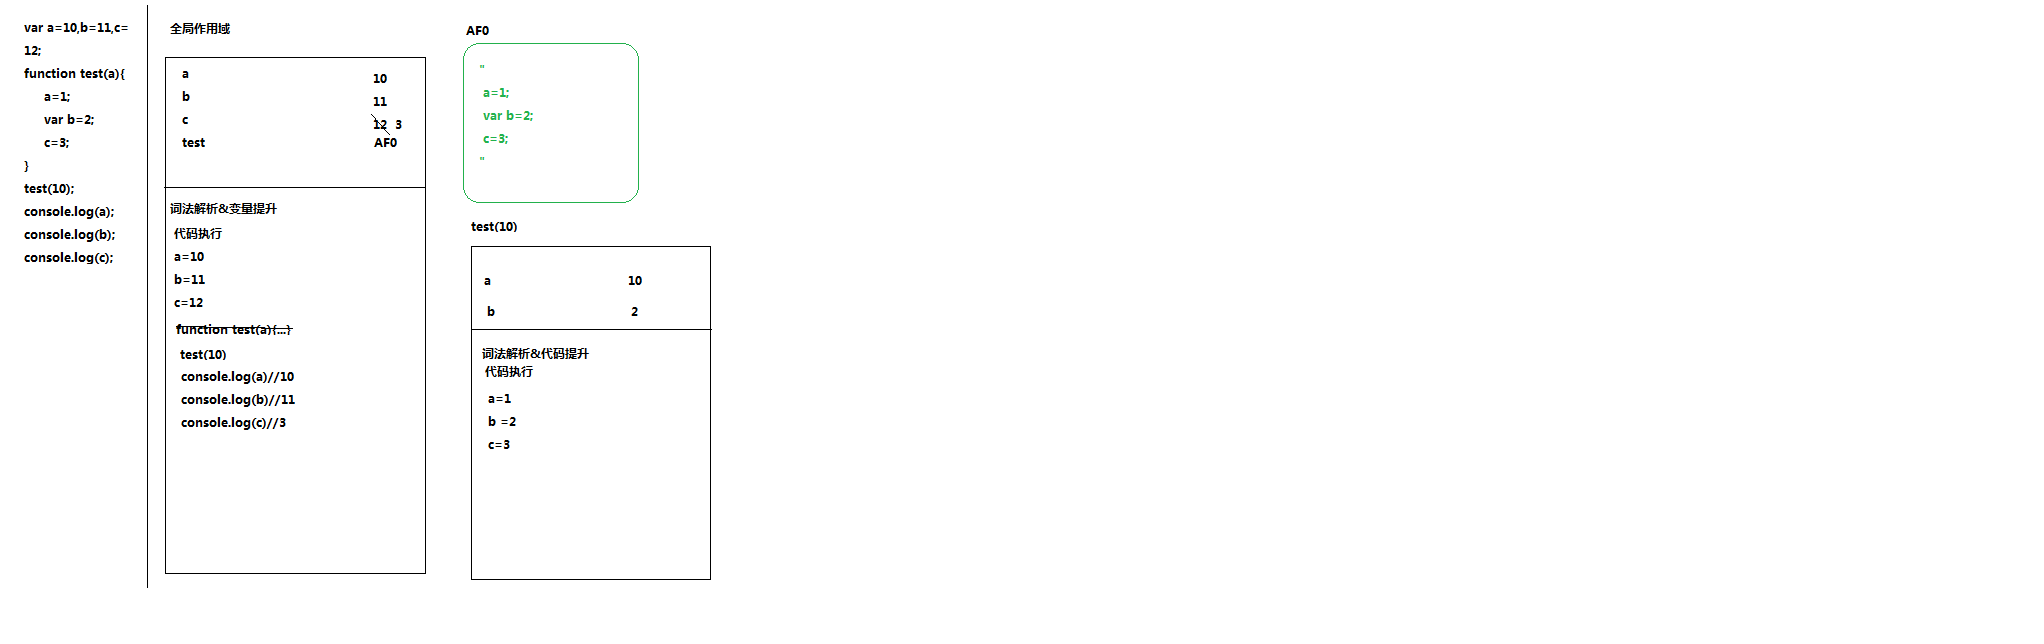 var a=10,b=11,c=
12;
function test(a){
a=1;
var b=2;
c=3;
}
test(10);
console.log(a);
console.log(b);
console.log(c);
全局作用域
a 10
b 11
c 12 3
test AF0
词法解析&变量提升
代码执行
a=10
b=11
c=12
function test(a){...}
test(10)
console.log(a)//10
console.log(b)//11
console.log(c)//3
AF0
"
a=1;
var b=2;
c=3;
"
test(10)
a 10
b 2
词法解析&代码提升
代码执行
a=1
b =2
c=3